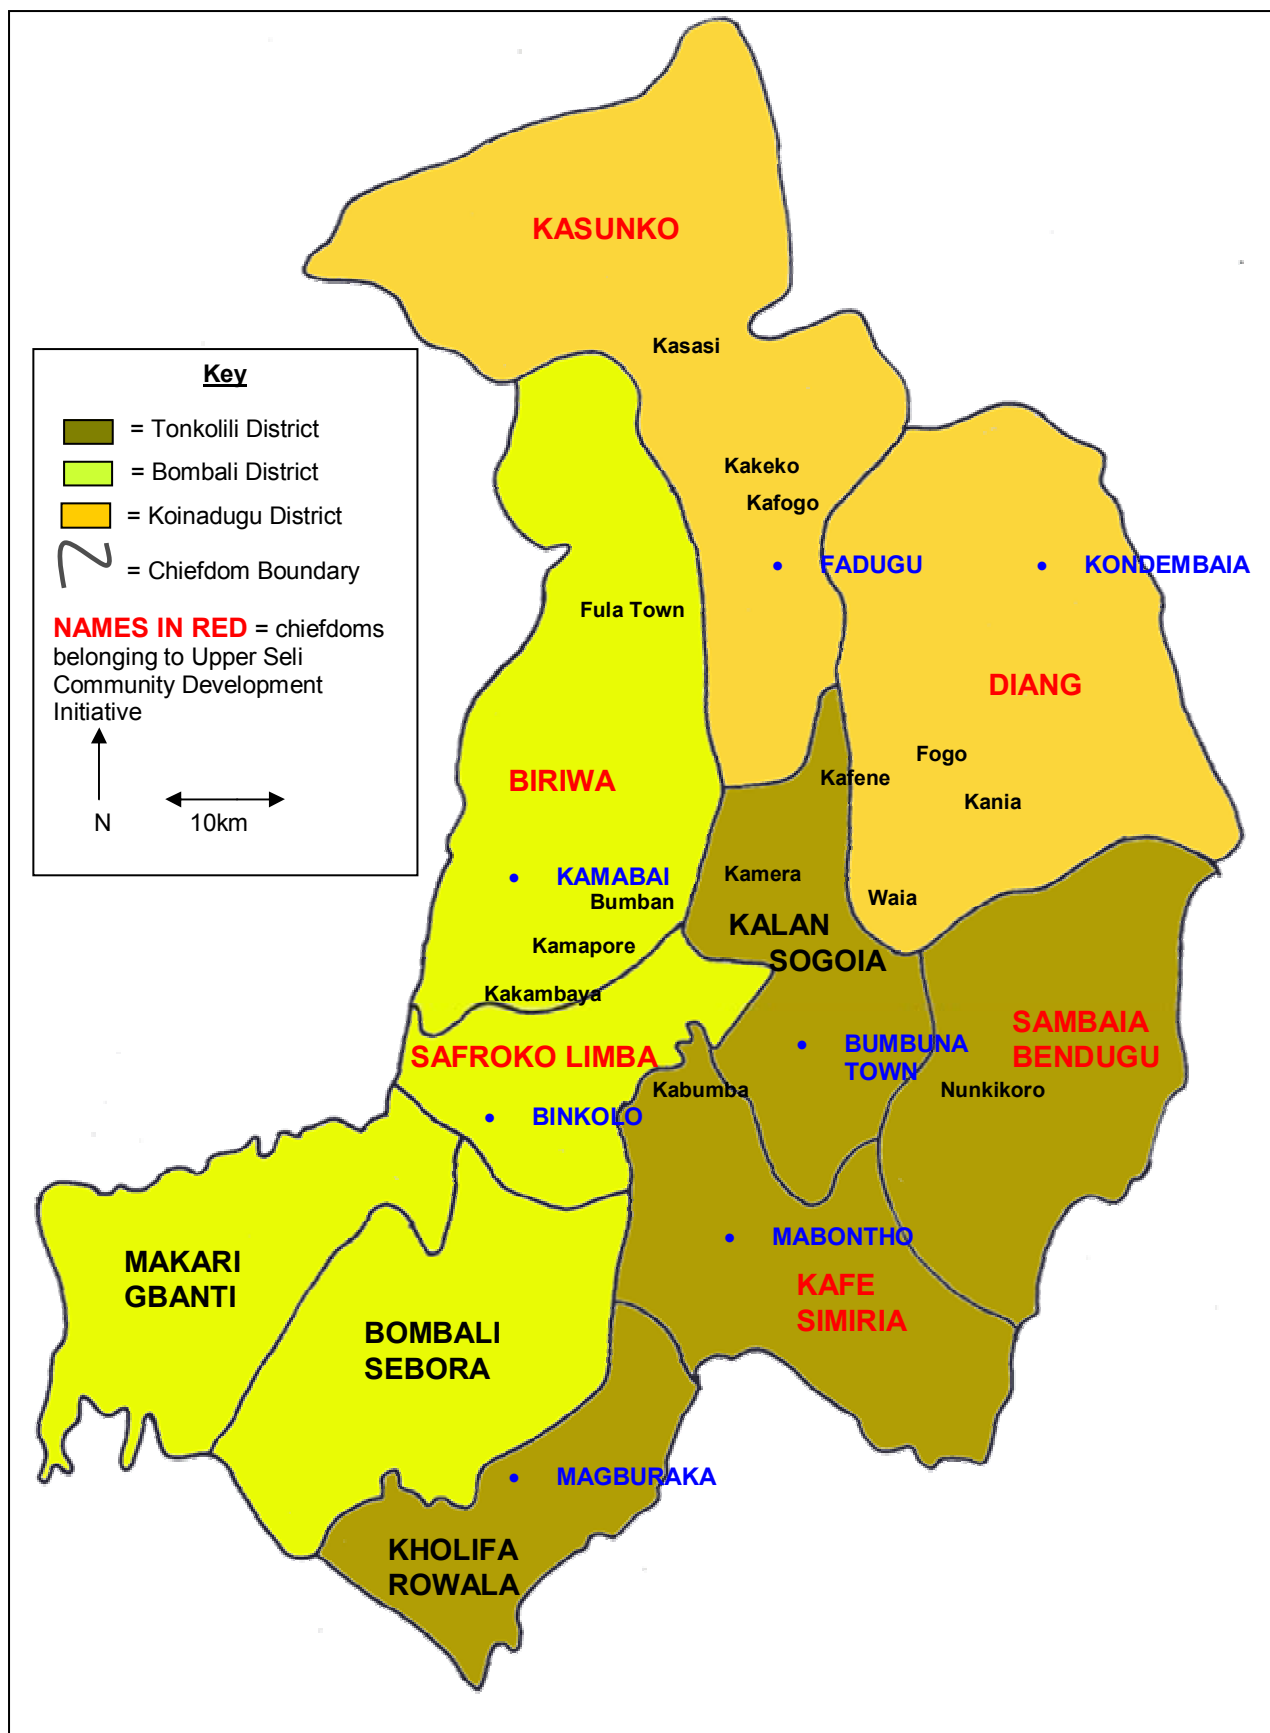 KASUNKO
Kasasi
Key
= Tonkolili District
= Bombali District
= Koinadugu District
= Chiefdom Boundary
NAMES IN RED = chiefdoms
belonging to Upper Seli
Community Development
Initiative
N
10km
Kakeko
Kafogo
FADUGU
KONDEMBAIA
Fula Town
DIANG
Fogo
BIRIWA
Kafene
Kania
KAMABAI
Kamera
Bumban
Waia
KALAN
SOGOIA
Kamapore
Kakambaya
SAMBAIA
BENDUGU
SAFROKO LIMBA
BUMBUNA
TOWN
Kabumba
Nunkikoro
BINKOLO
MABONTHO
MAKARI
GBANTI
KAFE
SIMIRIA
BOMBALI
SEBORA
MAGBURAKA
KHOLIFA
ROWALA